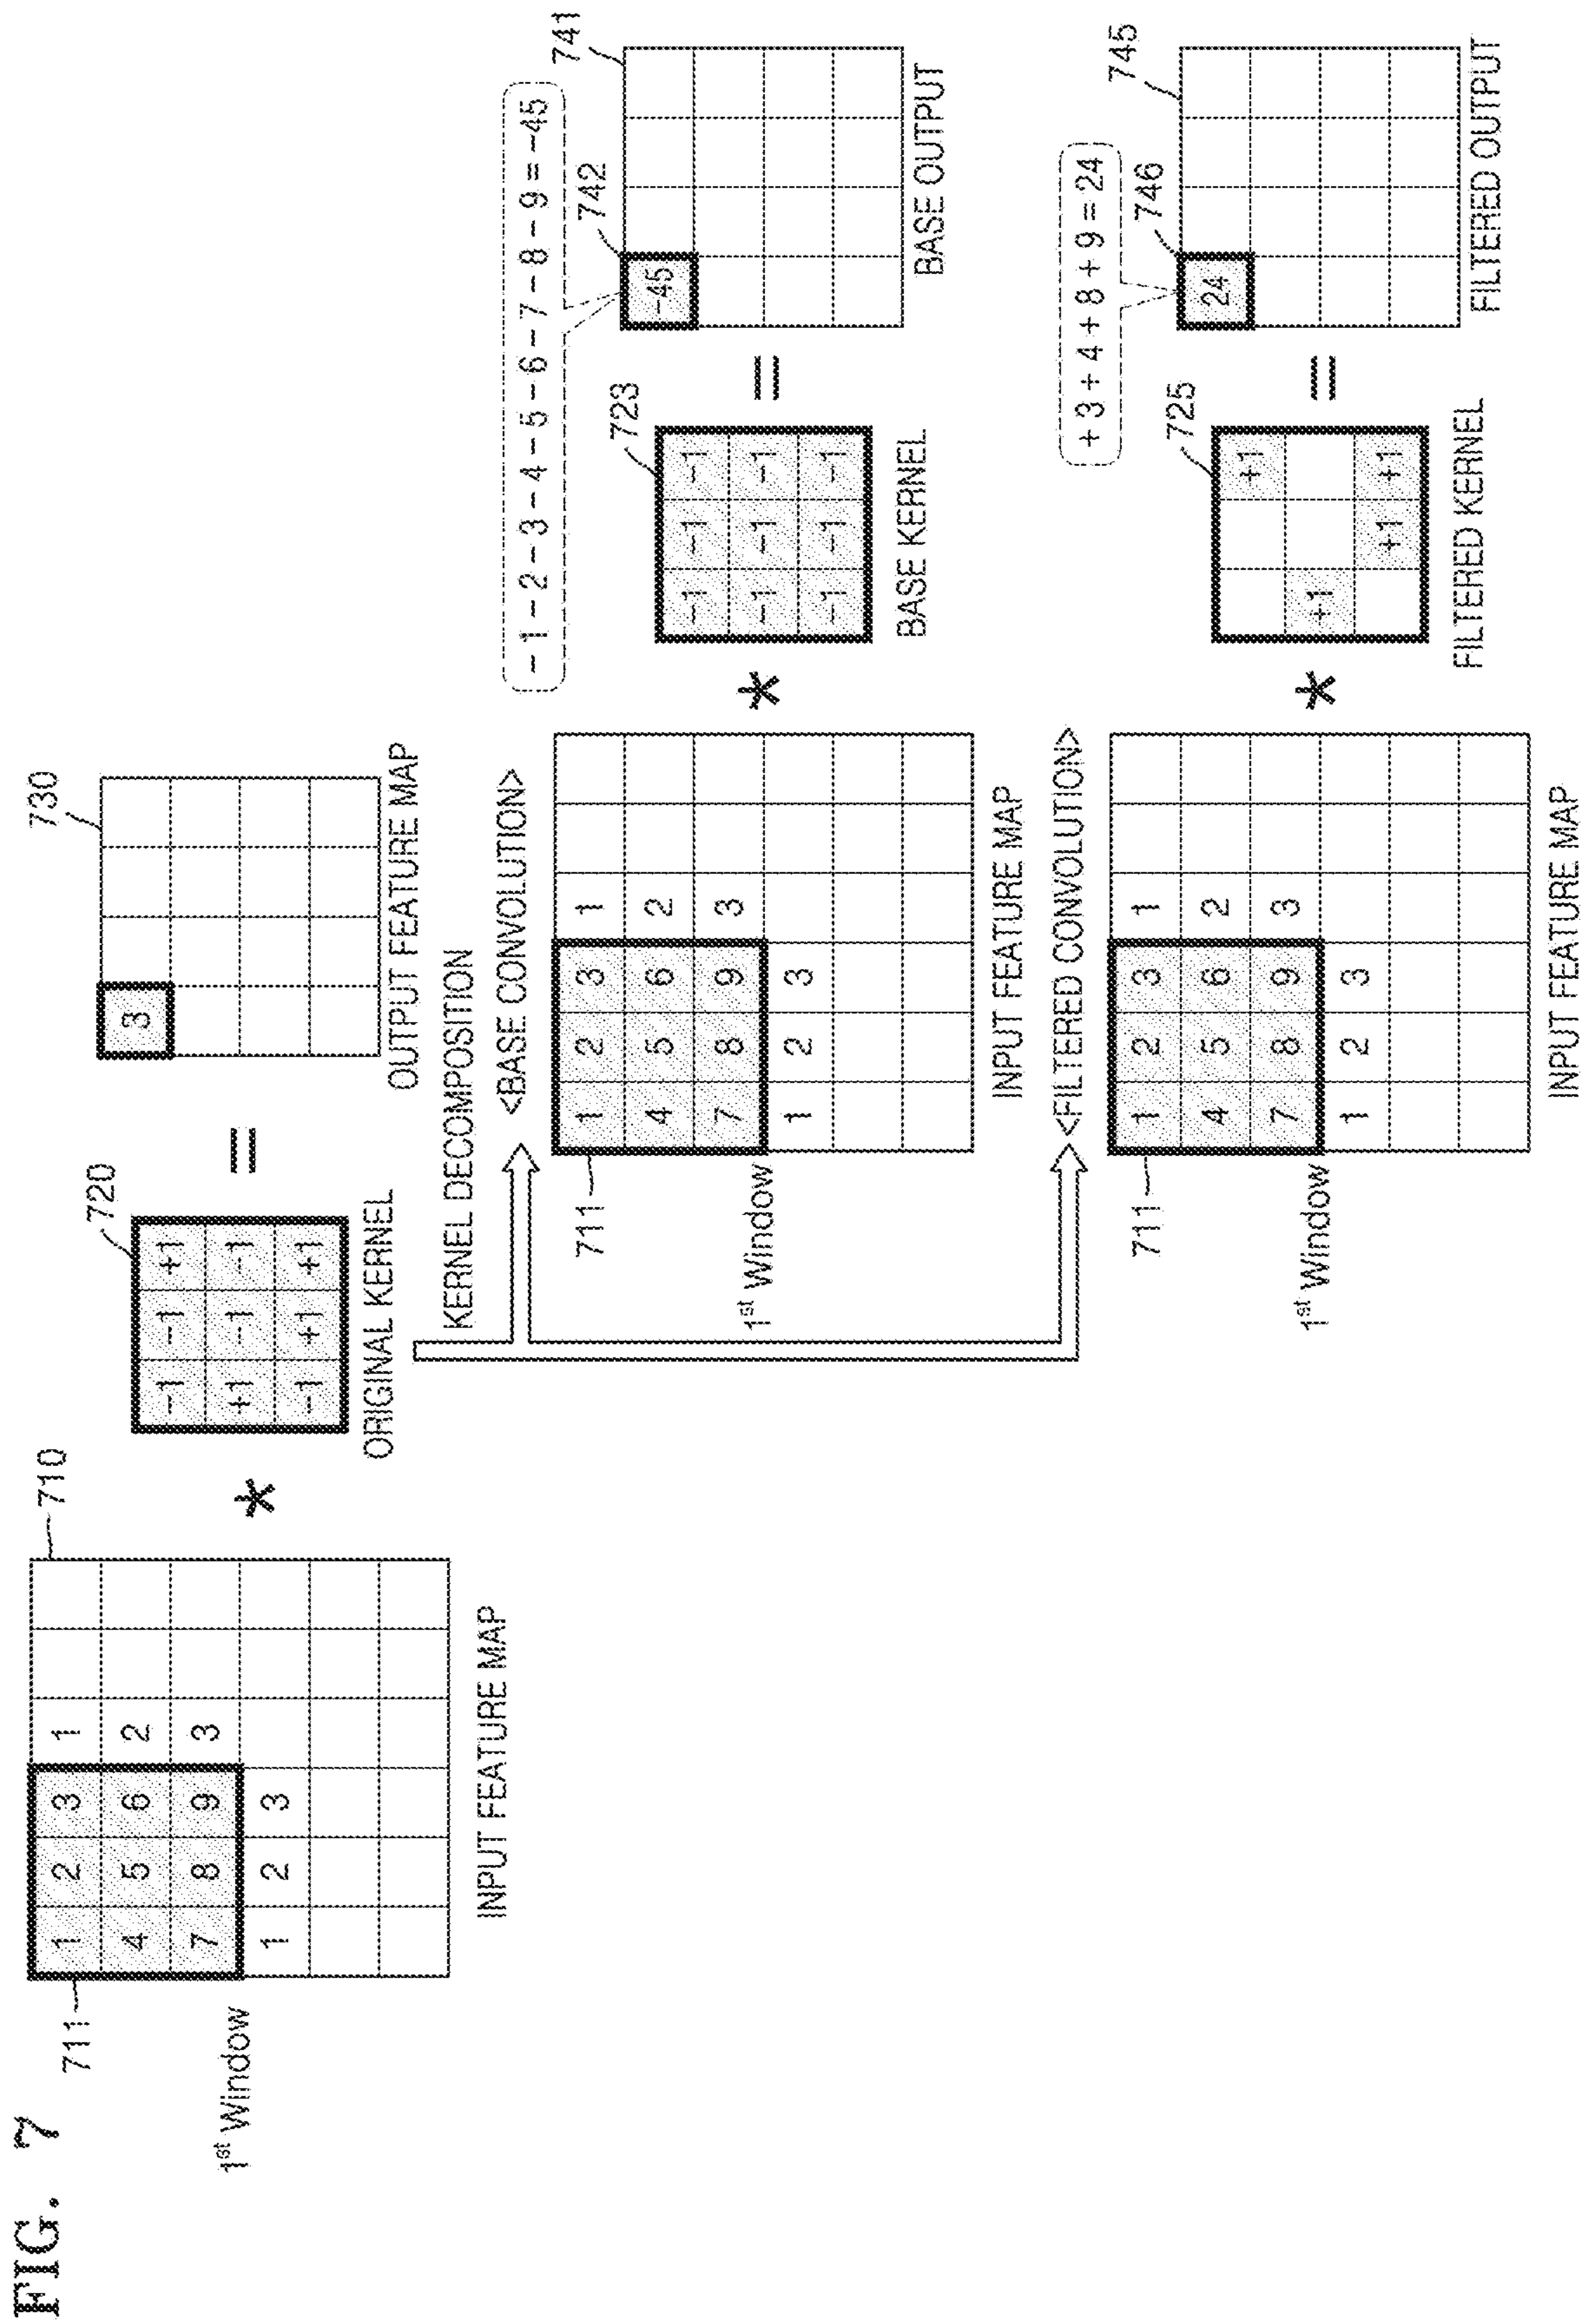 FIG. 7
710
711
1 2 3 1
4 5 6 2
7 8 9 3
1 2 3
1st Window
INPUT FEATURE MAP
*
720
−1 −1 +1
+1 −1 −1
−1 +1 +1
ORIGINAL KERNEL
=
730
3
OUTPUT FEATURE MAP
KERNEL DECOMPOSITION
<BASE CONVOLUTION>
711
1 2 3 1
4 5 6 2
7 8 9 3
1 2 3
1st Window
INPUT FEATURE MAP
*
723
−1 −1 −1
−1 −1 −1
−1 −1 −1
BASE KERNEL
=
− 1 − 2 − 3 − 4 − 5 − 6 − 7 − 8 − 9 = −45
742
741
−45
BASE OUTPUT
<FILTERED CONVOLUTION>
711
1 2 3 1
4 5 6 2
7 8 9 3
1 2 3
1st Window
INPUT FEATURE MAP
*
725
+1
+1
+1 +1
FILTERED KERNEL
=
+ 3 + 4 + 8 + 9 = 24
746
745
24
FILTERED OUTPUT